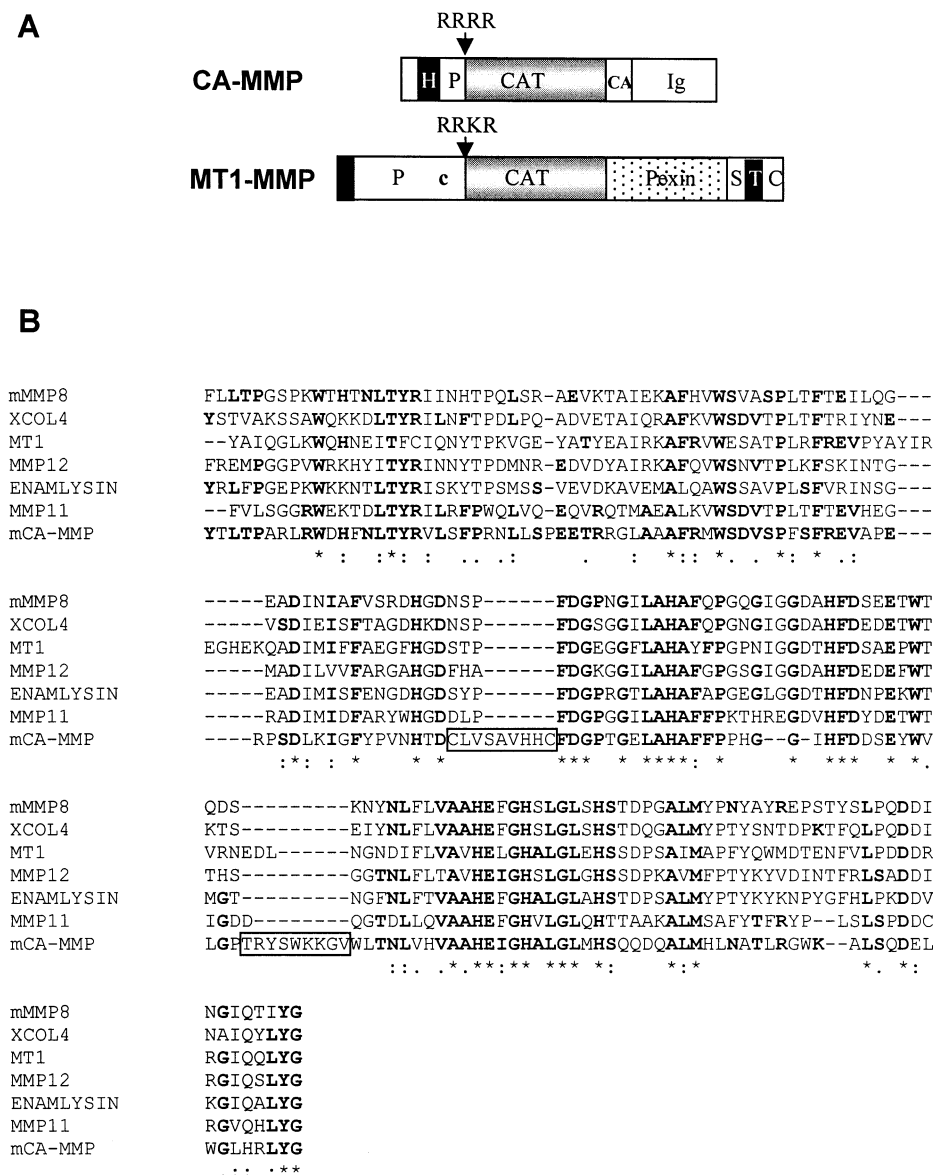 A
RRRR
CA-MMP H P CAT CA Ig
RRKR
MT1-MMP P c CAT Pexin S T C
B
mMMP8 FLLTPGSPKWTHTNLTYRIINHTPQLSR-AEVKTAIEKAFHVWSVASPLTFTEILQG---
XCOL4 YSTVAKSSAWQKKDLTYRILNFTPDLPQ-ADVETAIQRAFKVWSDVTPLTFTRIYNE---
MT1 --YAIQGLKWQHNEITFCIQNYTPKVGE-YATYEAIRKAFRVWESATPLRFREVPYAYIR
MMP12 FREMPGGPVWRKHYITYRINNYTPDMNR-EDVDYAIRKAFQVWSNVTPLKFSKINTG---
ENAMLYSIN YRLFPGEPKWKKNTLTYRISKYTPSMSS-VEVDKAVEMALQAWSSAVPLSFVRINSG---
MMP11 --FVLSGGRWEKTDLTYRILRFPWQLVQ-EQVRQTMAEALKVWSDVTPLTFTEVHEG---
mCA-MMP YTLTPARLRWDHFNLTYRVLSFPRNLLSPEETRRGLAAAFRMWSDVSPFSFREVAPE---
* : :*: : . .: . *:: *. . * * .:
mMMP8 -----EADINIAFVSRDHGDNSP------FDGPNGILAHAFQPGQGIGGDAHFDSEETWT
XCOL4 -----VSDIEISFTAGDHKDNSP------FDGSGGILAHAFQPGNGIGGDAHFDEDETWT
MT1 EGHEKQADIMIFFAEGFHGDSTP------FDGEGGFLAHAYFPGPNIGGDTHFDSAEPWT
MMP12 -----MADILVVFARGAHGDFHA------FDGKGGILAHAFGPGSGIGGDAHFDEDEFWT
ENAMLYSIN -----EADIMISFENGDHGDSYP------FDGPRGTLAHAFAPGEGLGGDTHFDNPEKWT
MMP11 -----RADIMIDFARYWHGDDLP------FDGPGGILAHAFFPKTHREGDVHFDYDETWT
mCA-MMP ----RPSDLKIGFYPVNHTDCLVSAVHHCFDGPTGELAHAFFPPHG--G-IHFDDSEYWV
:*: : * * * *** * ****: * * *** * *.
mMMP8 QDS---------KNYNLFLVAAHEFGHSLGLSHSTDPGALMYPNYAYREPSTYSLPQDDI
XCOL4 KTS---------EIYNLFLVAAHEFGHSLGLSHSTDQGALMYPTYSNTDPKTFQLPQDDI
MT1 VRNEDL------NGNDIFLVAVHELGHALGLEHSSDPSAIMAPFYQWMDTENFVLPDDDR
MMP12 THS---------GGTNLFLTAVHEIGHSLGLGHSSDPKAVMFPTYKYVDINTFRLSADDI
ENAMLYSIN MGT---------NGFNLFTVAAHEFGHALGLAHSTDPSALMYPTYKYKNPYGFHLPKDDV
MMP11 IGDD--------QGTDLLQVAAHEFGHVLGLQHTTAAKALMSAFYTFRYP--LSLSPDDC
mCA-MMP LGPTRYSWKKGVWLTNLVHVAAHEIGHALGLMHSQQDQALMHLNATLRGWK--ALSQDEL
::. .*.**:** *** *: *:* *. *:
mMMP8 NGIQTIYG
XCOL4 NAIQYLYG
MT1 RGIQQLYG
MMP12 RGIQSLYG
ENAMLYSIN KGIQALYG
MMP11 RGVQHLYG
mCA-MMP WGLHRLYG
.:: .:**